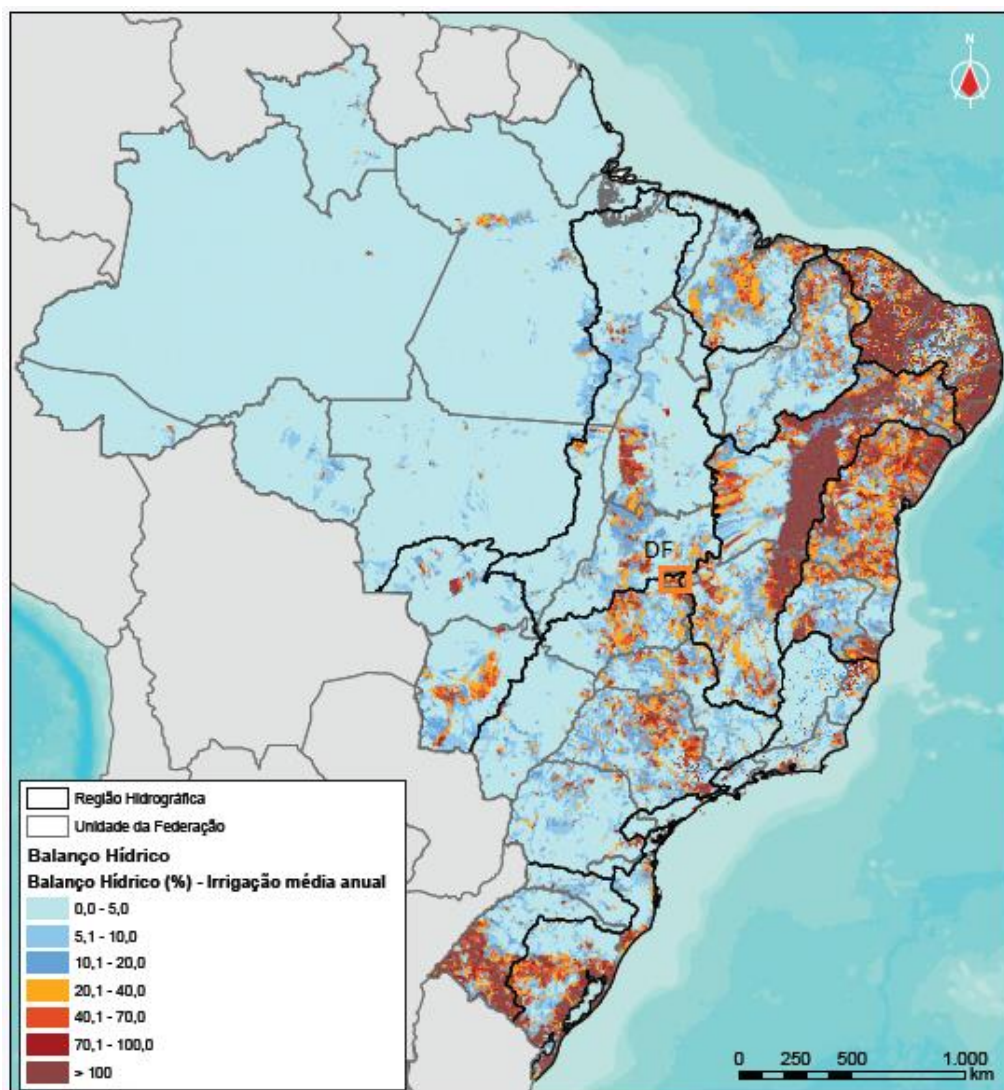 N
DF
Região Hidrográfica
Unidade da Federação
Balanço Hídrico
Balanço Hídrico (%) - Irrigação média anual
0,0 - 5,0
5,1 - 10,0
10,1 - 20,0
20,1 - 40,0
40,1 - 70,0
70,1 - 100,0
> 100
0 250 500 1.000
km